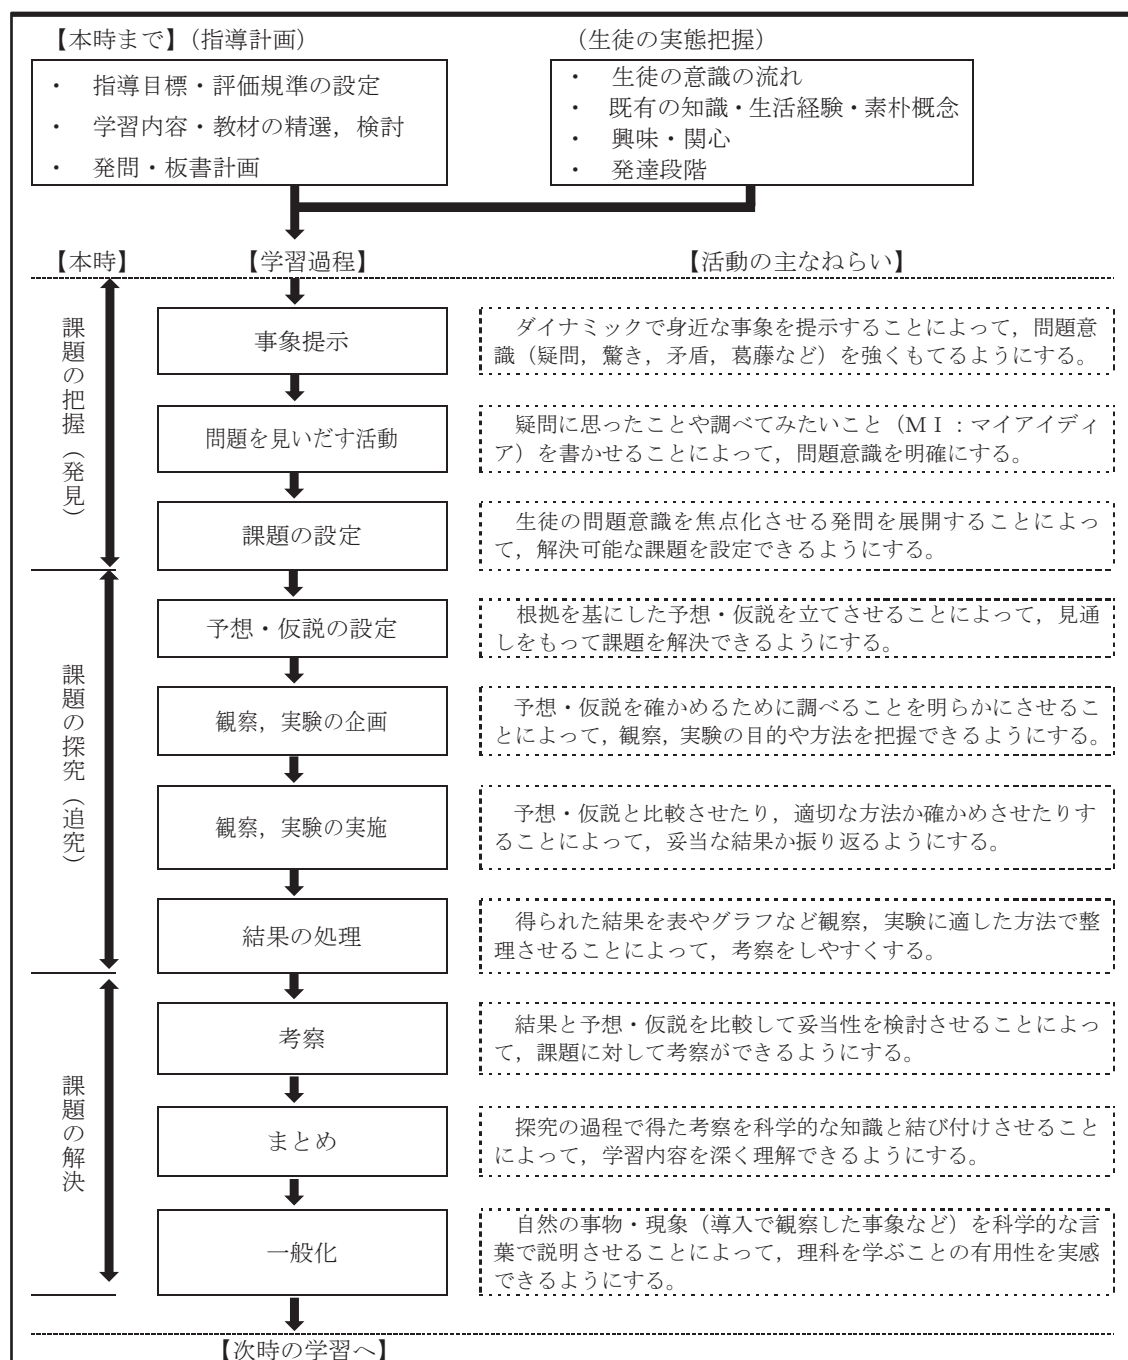 【本時まで】（指導計画）
・ 指導目標・評価規準の設定
・ 学習内容・教材の精選，検討
・ 発問・板書計画
（生徒の実態把握）
・ 生徒の意識の流れ
・ 既有の知識・生活経験・素朴概念
・ 興味・関心
・ 発達段階
【本時】
【学習過程】
【活動の主なねらい】
課題の把握（発見）
事象提示
ダイナミックで身近な事象を提示することによって，問題意
識（疑問，驚き，矛盾，葛藤など）を強くもてるようにする。
問題を見いだす活動
疑問に思ったことや調べてみたいこと（ＭＩ：マイアイディ
ア）を書かせることによって，問題意識を明確にする。
課題の設定
生徒の問題意識を焦点化させる発問を展開することによっ
て，解決可能な課題を設定できるようにする。
課題の探究（追究）
予想・仮説の設定
根拠を基にした予想・仮説を立てさせることによって，見通
しをもって課題を解決できるようにする。
観察，実験の企画
予想・仮説を確かめるために調べることを明らかにさせるこ
とによって，観察，実験の目的や方法を把握できるようにする。
観察，実験の実施
予想・仮説と比較させたり，適切な方法か確かめさせたりす
ることによって，妥当な結果か振り返るようにする。
結果の処理
得られた結果を表やグラフなど観察，実験に適した方法で整
理させることによって，考察をしやすくする。
課題の解決
考察
結果と予想・仮説を比較して妥当性を検討させることによっ
て，課題に対して考察ができるようにする。
まとめ
探究の過程で得た考察を科学的な知識と結び付けさせること
によって，学習内容を深く理解できるようにする。
一般化
自然の事物・現象（導入で観察した事象など）を科学的な言
葉で説明させることによって，理科を学ぶことの有用性を実感
できるようにする。
【次時の学習へ】